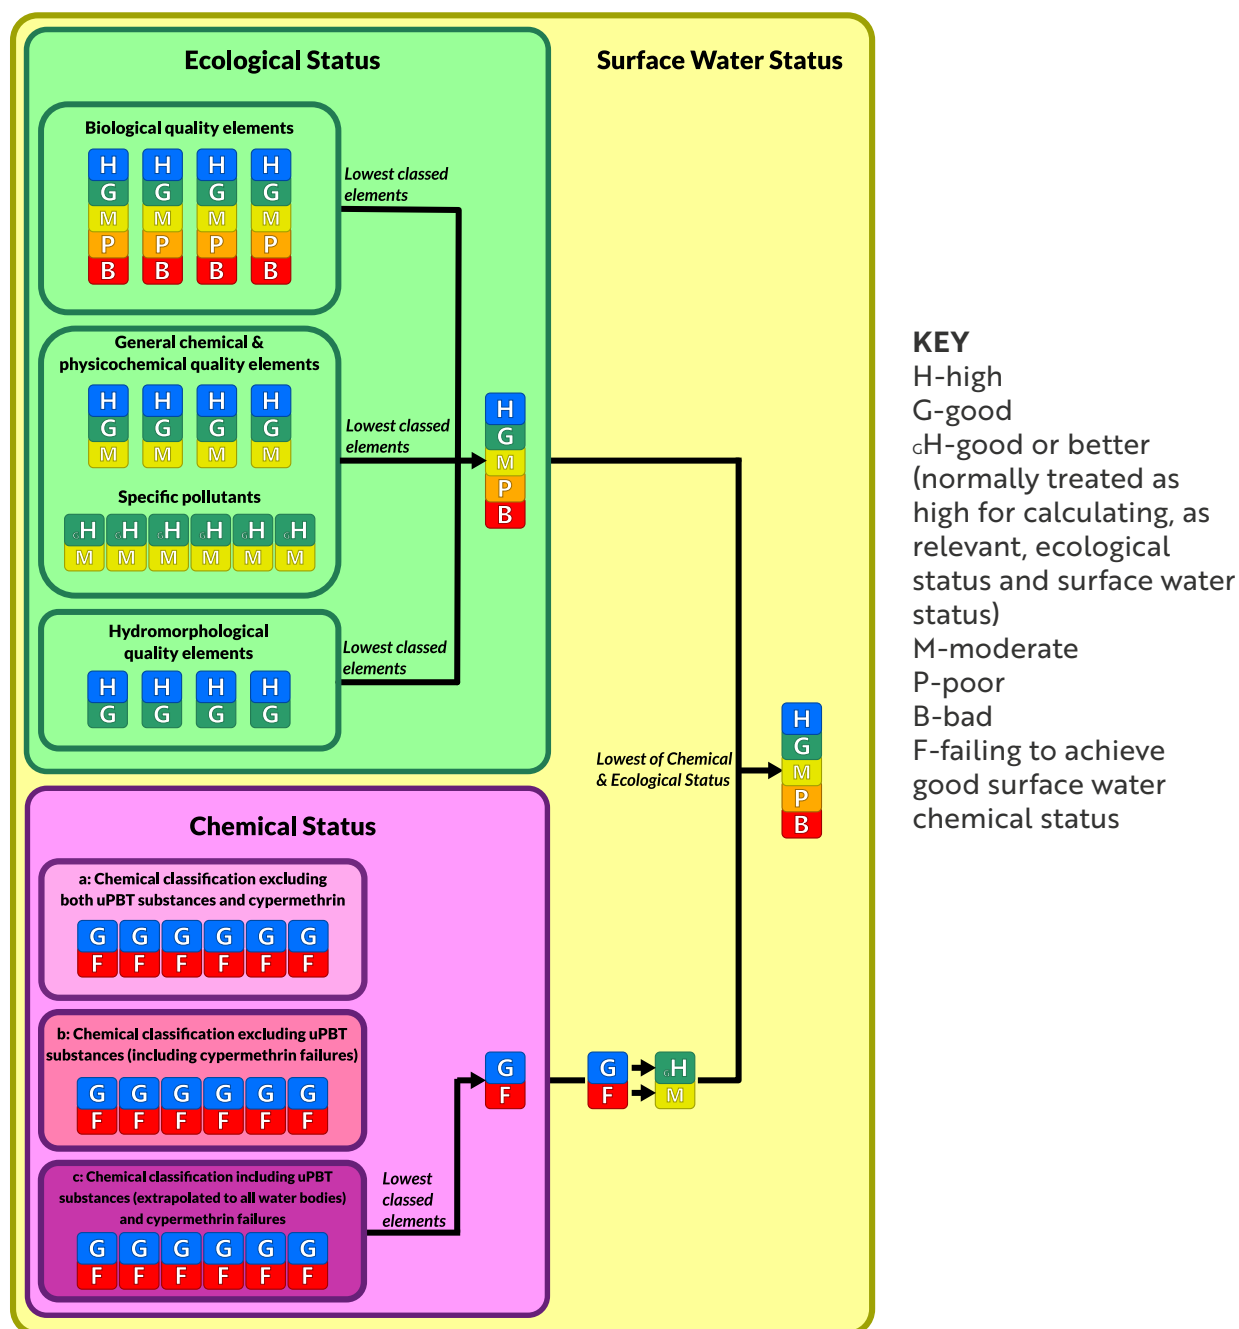 Ecological Status
Surface Water Status
Biological quality elements
H H H H
G G G G
M M M M
P P P P
B B B B
Lowest classed
elements
General chemical &
physicochemical quality elements
H H H H
G G G G
M M M M
Lowest classed
elements
Specific pollutants
GH GH GH GH GH GH
M M M M M M
H
G
M
P
B
Hydromorphological
quality elements
H H H H
G G G G
Lowest classed
elements
Lowest of Chemical
& Ecological Status
H
G
M
P
B
Chemical Status
a: Chemical classification excluding
both uPBT substances and cypermethrin
G G G G G G
F F F F F F
b: Chemical classification excluding uPBT
substances (including cypermethrin failures)
G G G G G G
F F F F F F
c: Chemical classification including uPBT
substances (extrapolated to all water bodies)
and cypermethrin failures
G G G G G G
F F F F F F
Lowest
classed
elements
G
F
G GH
F M
KEY
H-high
G-good
GH-good or better
(normally treated as
high for calculating, as
relevant, ecological
status and surface water
status)
M-moderate
P-poor
B-bad
F-failing to achieve
good surface water
chemical status